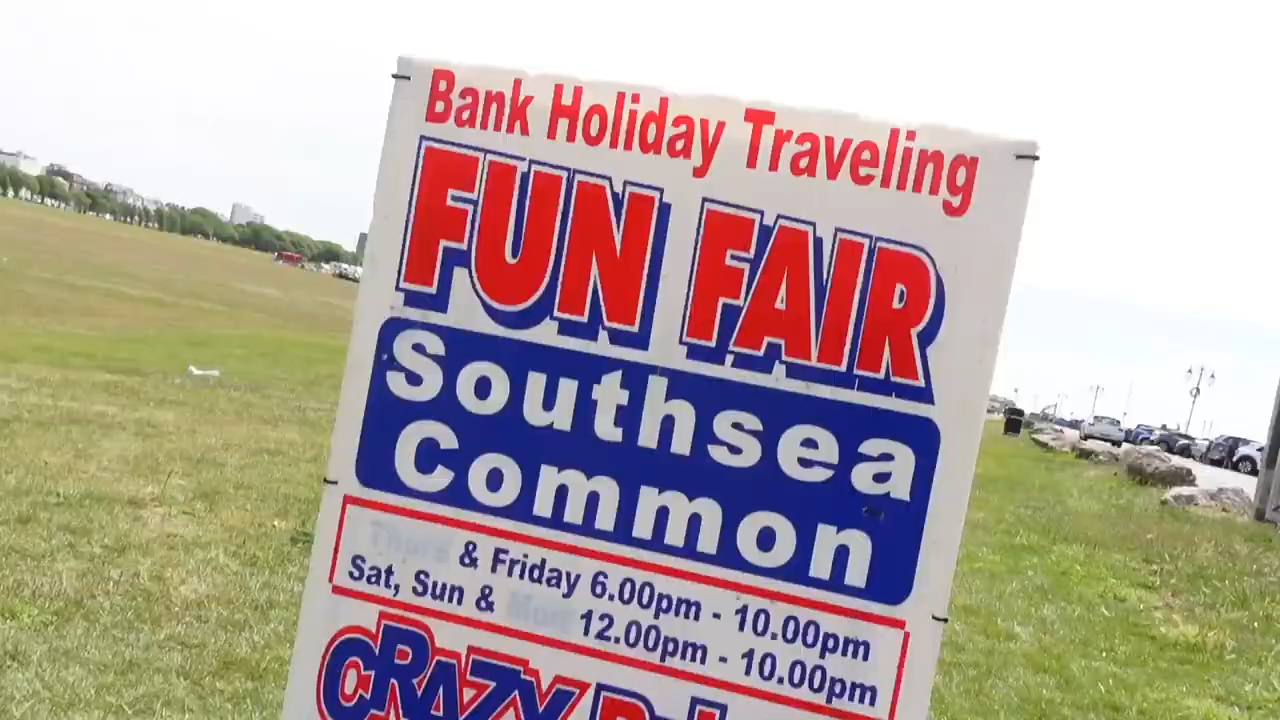 Bank Holiday Traveling
FUN FAIR
Southsea
Common
Thurs & Friday 6.00pm - 10.00pm
Sat, Sun & Mon 12.00pm - 10.00pm
CRAZY